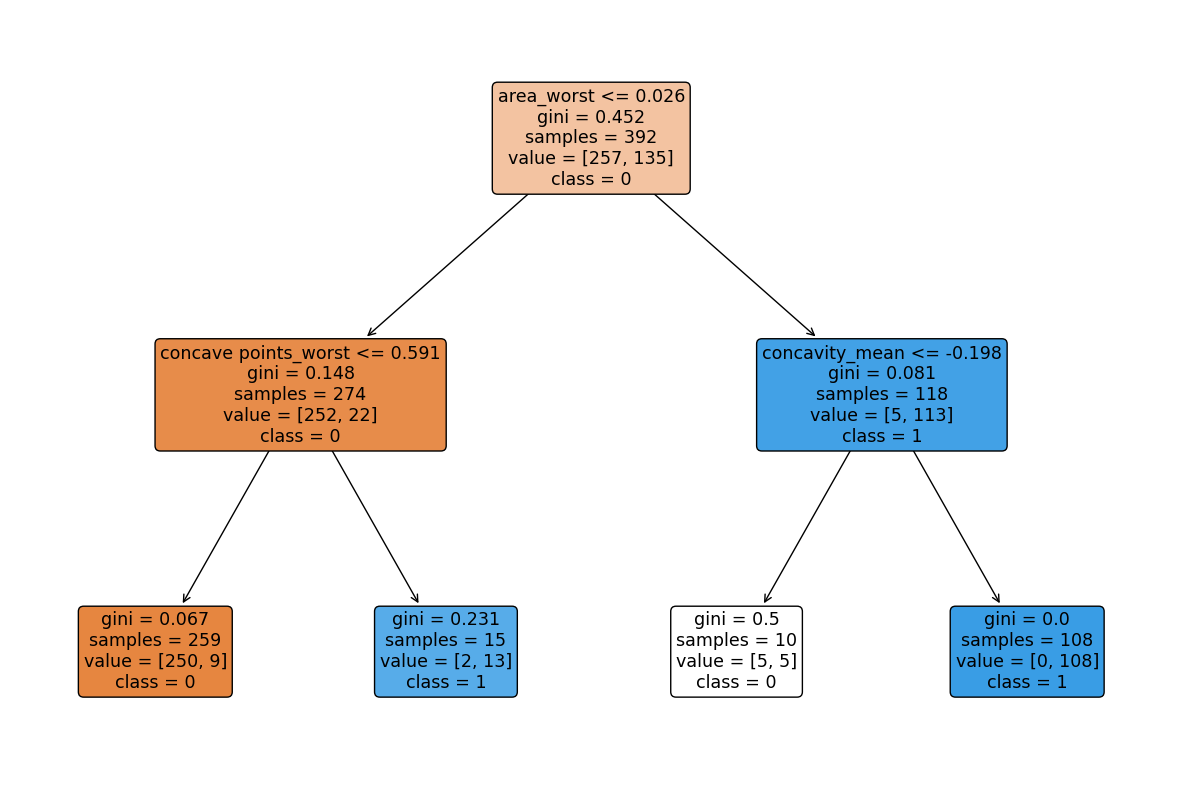 area_worst <= 0.026
gini = 0.452
samples = 392
value = [257, 135]
class = 0
concave points_worst <= 0.591
gini = 0.148
samples = 274
value = [252, 22]
class = 0
concavity_mean <= -0.198
gini = 0.081
samples = 118
value = [5, 113]
class = 1
gini = 0.067
samples = 259
value = [250, 9]
class = 0
gini = 0.231
samples = 15
value = [2, 13]
class = 1
gini = 0.5
samples = 10
value = [5, 5]
class = 0
gini = 0.0
samples = 108
value = [0, 108]
class = 1